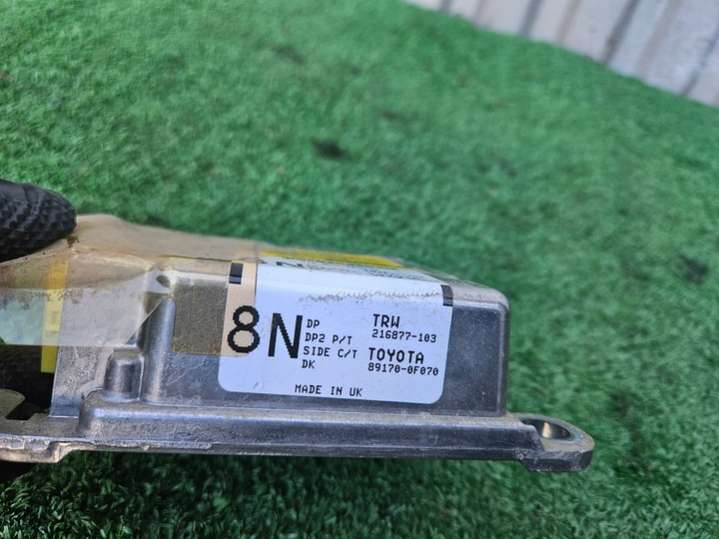 8N
DP
DP2 P/T
SIDE C/T
DK
TRW
216877-103
TOYOTA
89170-0F070
MADE IN UK